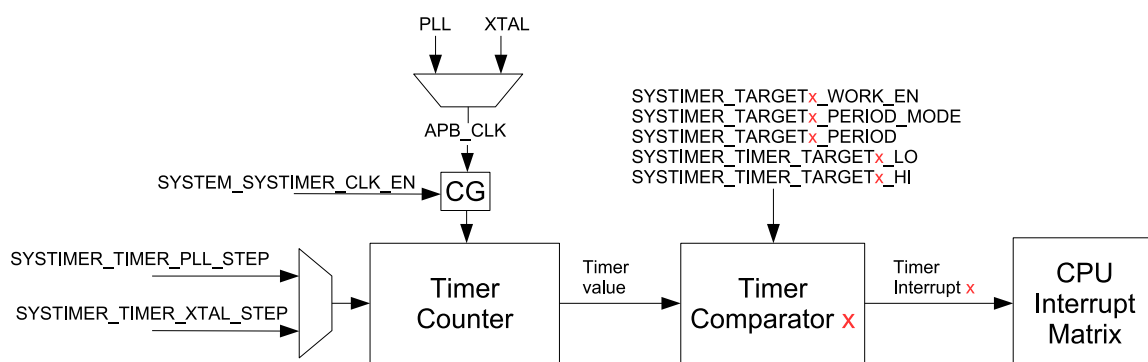 PLL
XTAL
APB_CLK
SYSTEM_SYSTIMER_CLK_EN
CG
SYSTIMER_TARGETx_WORK_EN
SYSTIMER_TARGETx_PERIOD_MODE
SYSTIMER_TARGETx_PERIOD
SYSTIMER_TIMER_TARGETx_LO
SYSTIMER_TIMER_TARGETx_HI
SYSTIMER_TIMER_PLL_STEP
SYSTIMER_TIMER_XTAL_STEP
Timer
Counter
Timer
value
Timer
Comparator x
Timer
Interrupt x
CPU
Interrupt
Matrix